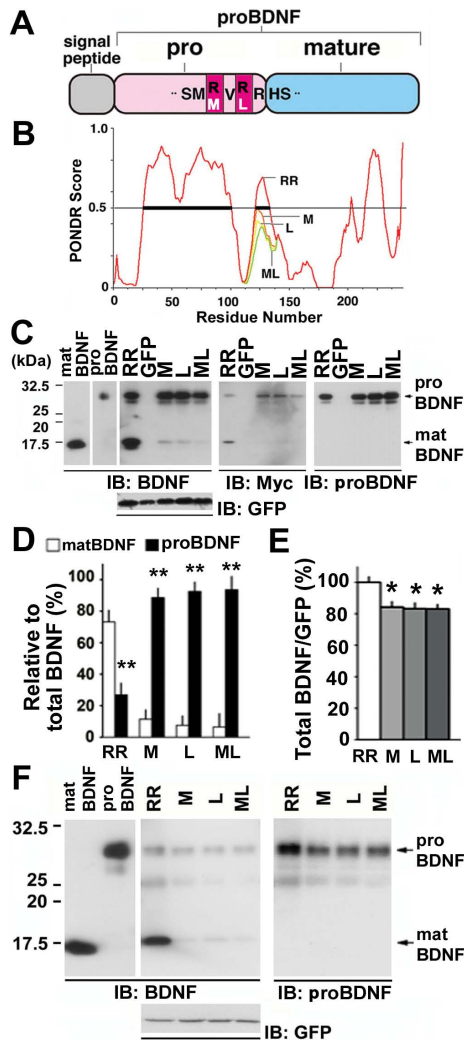 A
proBDNF
signal
peptide
pro
mature
·· SM R V R R HS ··
M L
B
PONDR Score
1.0
0.5
0
RR
M
L
ML
0 50 100 150 200
Residue Number
C
(kDa)
mat BDNF
pro BDNF
RR GFP M L ML
RR GFP M L ML
RR GFP M L ML
32.5
25
20
17.5
pro
BDNF
mat
BDNF
IB: BDNF
IB: Myc
IB: proBDNF
IB: GFP
D
matBDNF
proBDNF
Relative to
total BDNF (%)
100
80
60
40
20
0
**
**
**
**
RR M L ML
E
Total BDNF/GFP (%)
100
80
60
40
20
0
* * *
RR M L ML
F
mat BDNF
pro BDNF
RR M L ML
RR M L ML
32.5
25
20
17.5
pro
BDNF
mat
BDNF
IB: BDNF
IB: proBDNF
IB: GFP